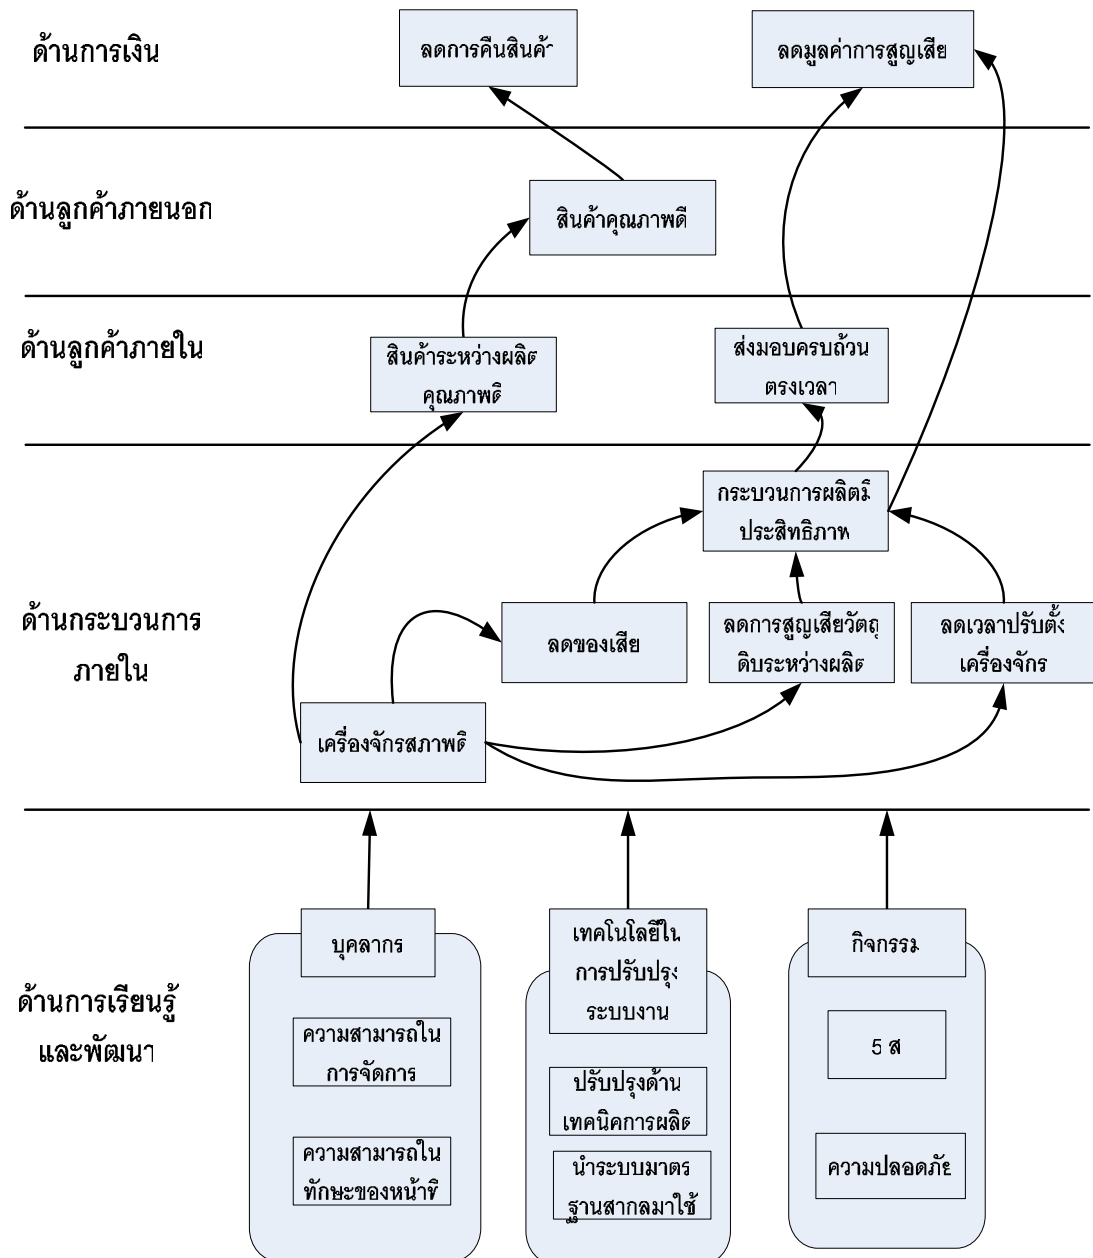 ด้านการเงิน
ลดการคืนสินค้า
ลดมูลค่าการสูญเสีย
ด้านลูกค้าภายนอก
สินค้าคุณภาพดี
ด้านลูกค้าภายใน
สินค้าระหว่างผลิต
คุณภาพดี
ส่งมอบครบถ้วน
ตรงเวลา
กระบวนการผลิตมี
ประสิทธิภาพ
ด้านกระบวนการ
ภายใน
ลดของเสีย
ลดการสูญเสียวัตถุ
ดิบระหว่างผลิต
ลดเวลาปรับตั้ง
เครื่องจักร
เครื่องจักรสภาพดี
ด้านการเรียนรู้
และพัฒนา
บุคลากร
ความสามารถใน
การจัดการ
ความสามารถใน
ทักษะของหน้าที่
เทคโนโลยีใน
การปรับปรุง
ระบบงาน
ปรับปรุงด้าน
เทคนิคการผลิต
นำระบบมาตร
ฐานสากลมาใช้
กิจกรรม
5 ส
ความปลอดภัย